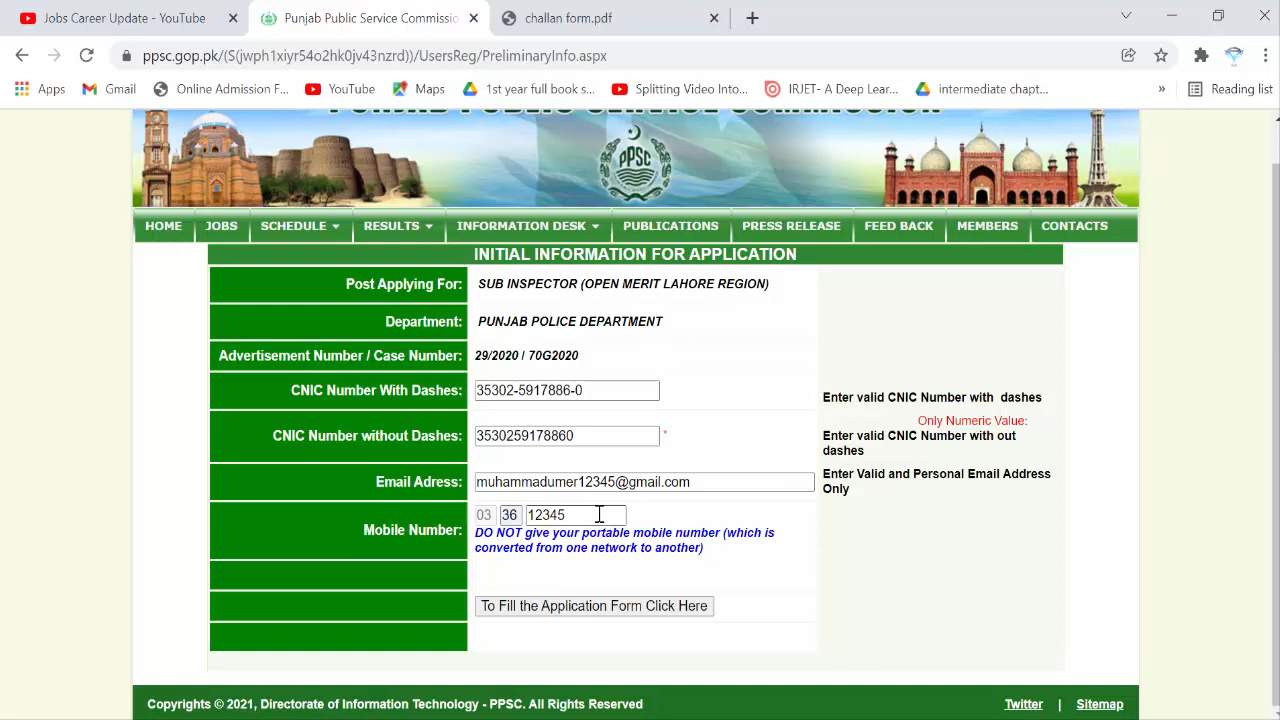 Jobs Career Update - YouTube
Punjab Public Service Commissio
challan form.pdf
ppsc.gop.pk/(S(jwph1xiyr54o2hk0jv43nzrd))/UsersReg/PreliminaryInfo.aspx
Apps
Gmail
Online Admission F...
YouTube
Maps
1st year full book s...
Splitting Video Into...
IRJET- A Deep Lear...
intermediate chapt...
»
Reading list
PUNJAB PUBLIC SERVICE COMMISSION
PPSC
HOME
JOBS
SCHEDULE
RESULTS
INFORMATION DESK
PUBLICATIONS
PRESS RELEASE
FEED BACK
MEMBERS
CONTACTS
INITIAL INFORMATION FOR APPLICATION
Post Applying For: SUB INSPECTOR (OPEN MERIT LAHORE REGION)
Department: PUNJAB POLICE DEPARTMENT
Advertisement Number / Case Number: 29/2020 / 70G2020
CNIC Number With Dashes: 35302-5917886-0
Enter valid CNIC Number with dashes
CNIC Number without Dashes: 3530259178860 *
Only Numeric Value:
Enter valid CNIC Number with out
dashes
Email Adress: muhammadumer12345@gmail.com
Enter Valid and Personal Email Address
Only
Mobile Number: 03 36 12345
DO NOT give your portable mobile number (which is
converted from one network to another)
To Fill the Application Form Click Here
Copyrights © 2021, Directorate of Information Technology - PPSC. All Rights Reserved
Twitter | Sitemap